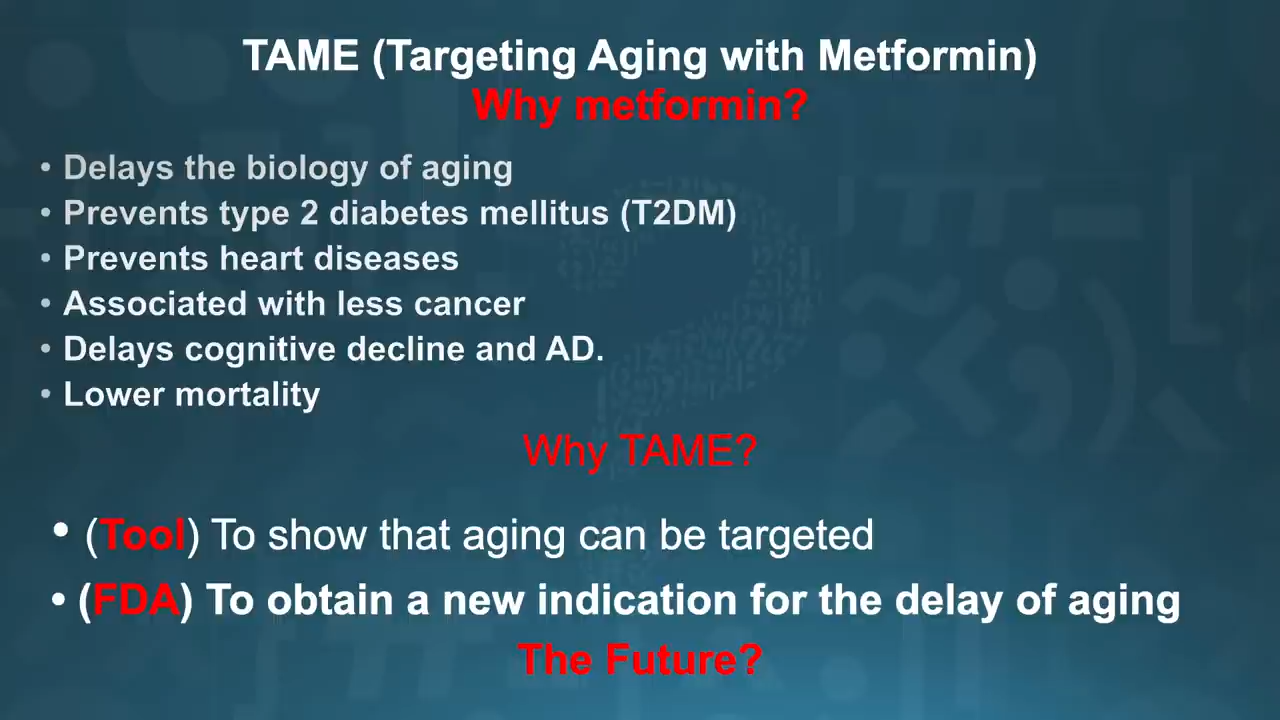 TAME (Targeting Aging with Metformin)
Why metformin?
• Delays the biology of aging
• Prevents type 2 diabetes mellitus (T2DM)
• Prevents heart diseases
• Associated with less cancer
• Delays cognitive decline and AD.
• Lower mortality
Why TAME?
• (Tool) To show that aging can be targeted
• (FDA) To obtain a new indication for the delay of aging
The Future?